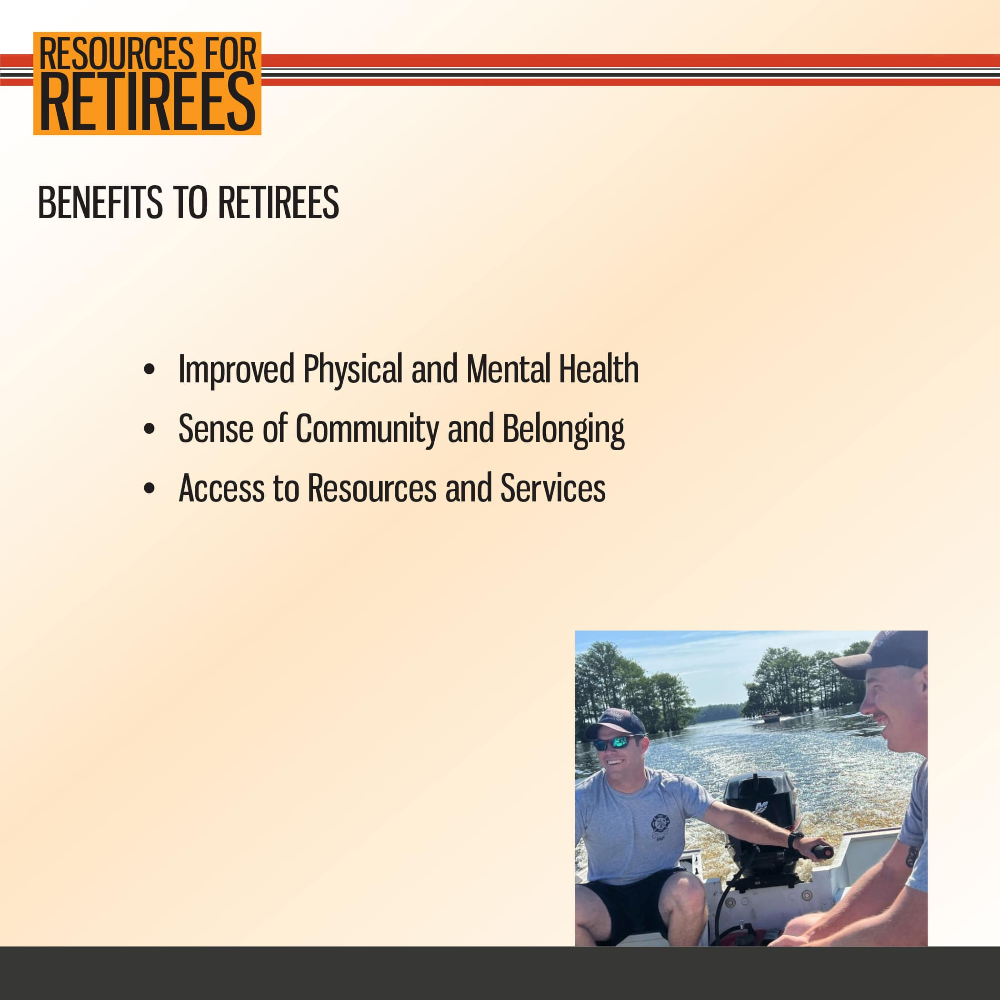 RESOURCES FOR
RETIREES
BENEFITS TO RETIREES
• Improved Physical and Mental Health
• Sense of Community and Belonging
• Access to Resources and Services